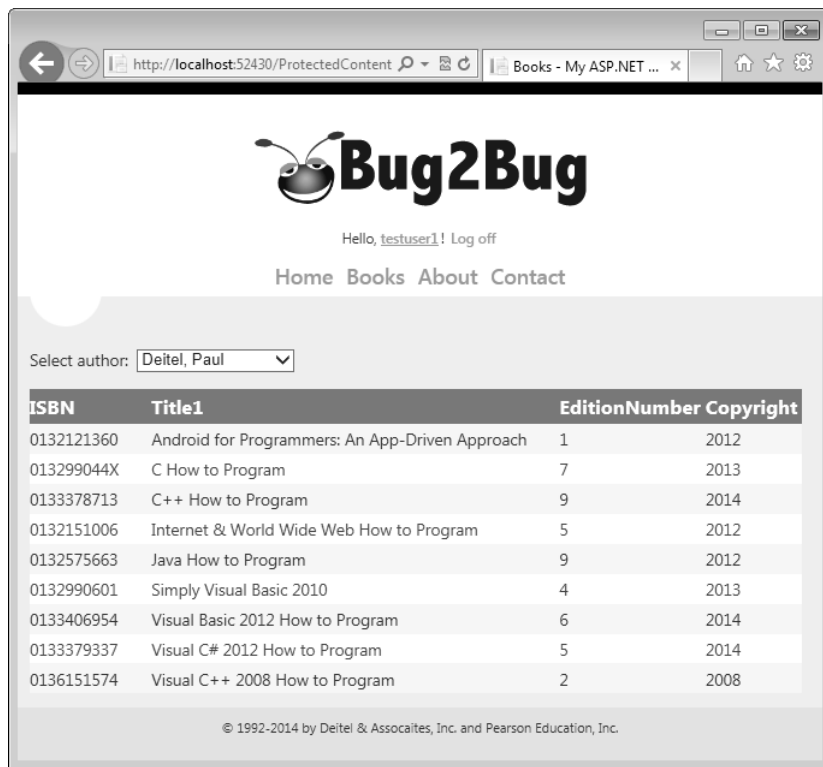 http://localhost:52430/ProtectedContent
Books - My ASP.NET ...
Bug2Bug
Hello, testuser1! Log off
Home Books About Contact
Select author: Deitel, Paul
ISBN Title1 EditionNumber Copyright
0132121360 Android for Programmers: An App-Driven Approach 1 2012
013299044X C How to Program 7 2013
0133378713 C++ How to Program 9 2014
0132151006 Internet & World Wide Web How to Program 5 2012
0132575663 Java How to Program 9 2012
0132990601 Simply Visual Basic 2010 4 2013
0133406954 Visual Basic 2012 How to Program 6 2014
0133379337 Visual C# 2012 How to Program 5 2014
0136151574 Visual C++ 2008 How to Program 2 2008
© 1992-2014 by Deitel & Assocaites, Inc. and Pearson Education, Inc.